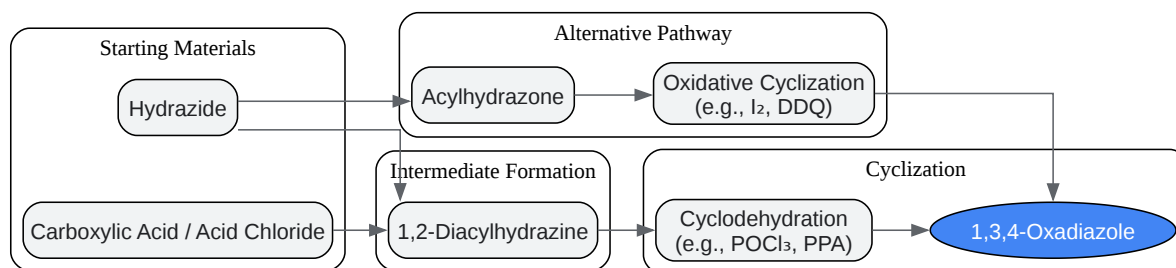 Starting Materials
Hydrazide
Carboxylic Acid / Acid Chloride
Alternative Pathway
Acylhydrazone
Oxidative Cyclization
(e.g., I₂, DDQ)
Intermediate Formation
1,2-Diacylhydrazine
Cyclization
Cyclodehydration
(e.g., POCl₃, PPA)
1,3,4-Oxadiazole